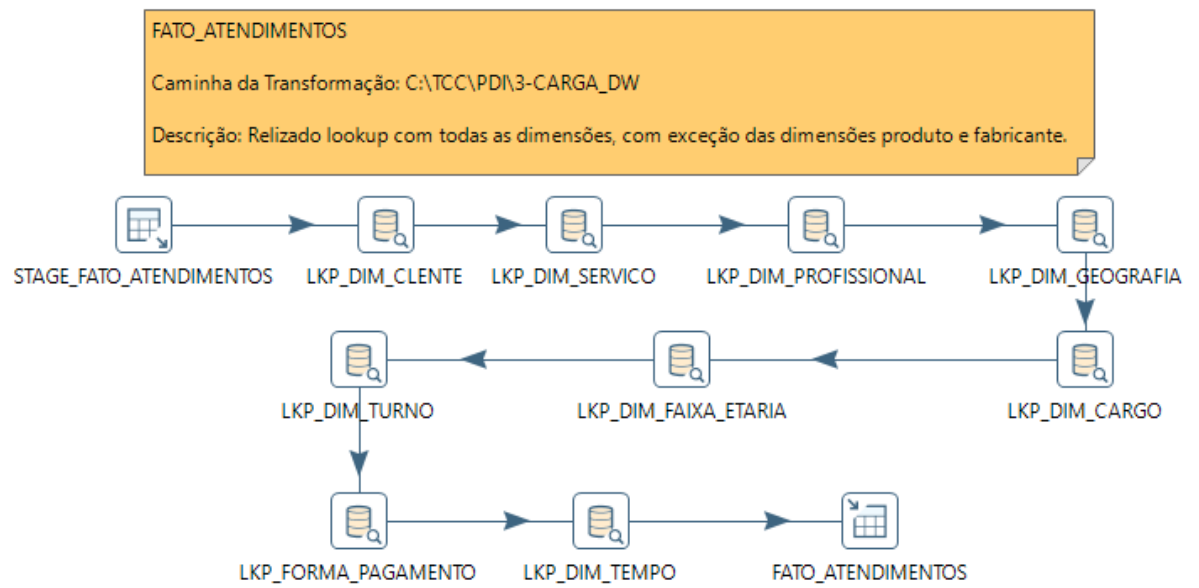 FATO_ATENDIMENTOS
Caminha da Transformação: C:\TCC\PDI\3-CARGA_DW
Descrição: Relizado lookup com todas as dimensões, com exceção das dimensões produto e fabricante.
STAGE_FATO_ATENDIMENTOS
LKP_DIM_CLENTE
LKP_DIM_SERVICO
LKP_DIM_PROFISSIONAL
LKP_DIM_GEOGRAFIA
LKP_DIM_TURNO
LKP_DIM_FAIXA_ETARIA
LKP_DIM_CARGO
LKP_FORMA_PAGAMENTO
LKP_DIM_TEMPO
FATO_ATENDIMENTOS